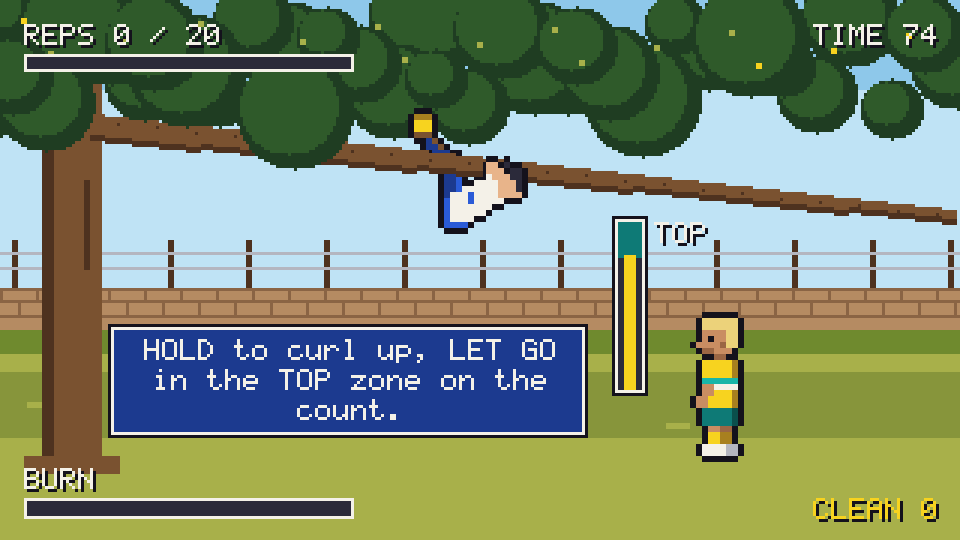 REPS 0 / 20
TIME 74
TOP
HOLD to curl up, LET GO
in the TOP zone on the
count.
BURN
CLEAN 0